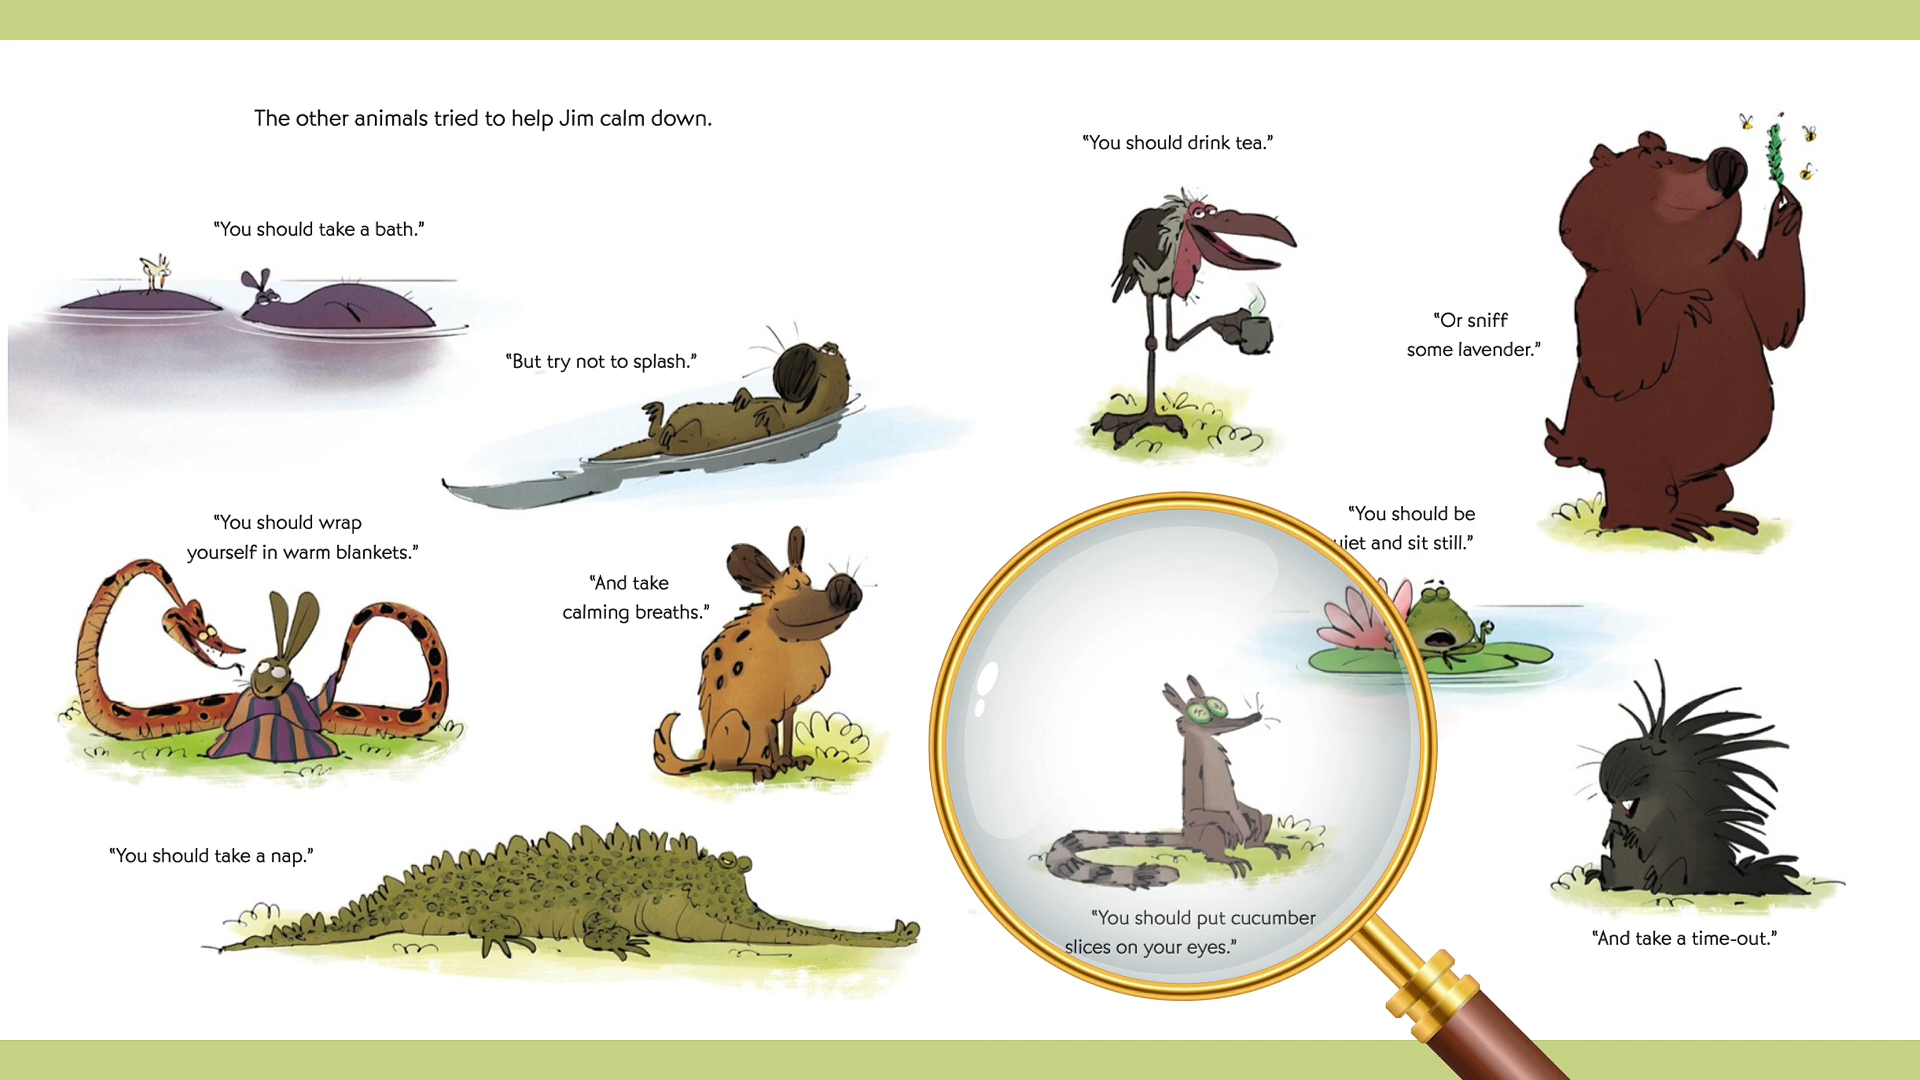 The other animals tried to help Jim calm down.
“You should take a bath.”
“But try not to splash.”
“You should wrap
yourself in warm blankets.”
“And take
calming breaths.”
“You should take a nap.”
“You should drink tea.”
“Or sniff
some lavender.”
“You should be
uiet and sit still.”
“You should put cucumber
slices on your eyes.”
“And take a time-out.”